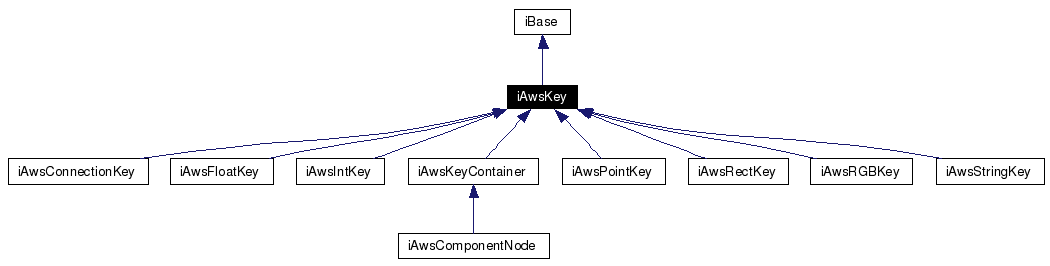 iBase
iAwsKey
iAwsConnectionKey
iAwsFloatKey
iAwsIntKey
iAwsKeyContainer
iAwsPointKey
iAwsRectKey
iAwsRGBKey
iAwsStringKey
iAwsComponentNode